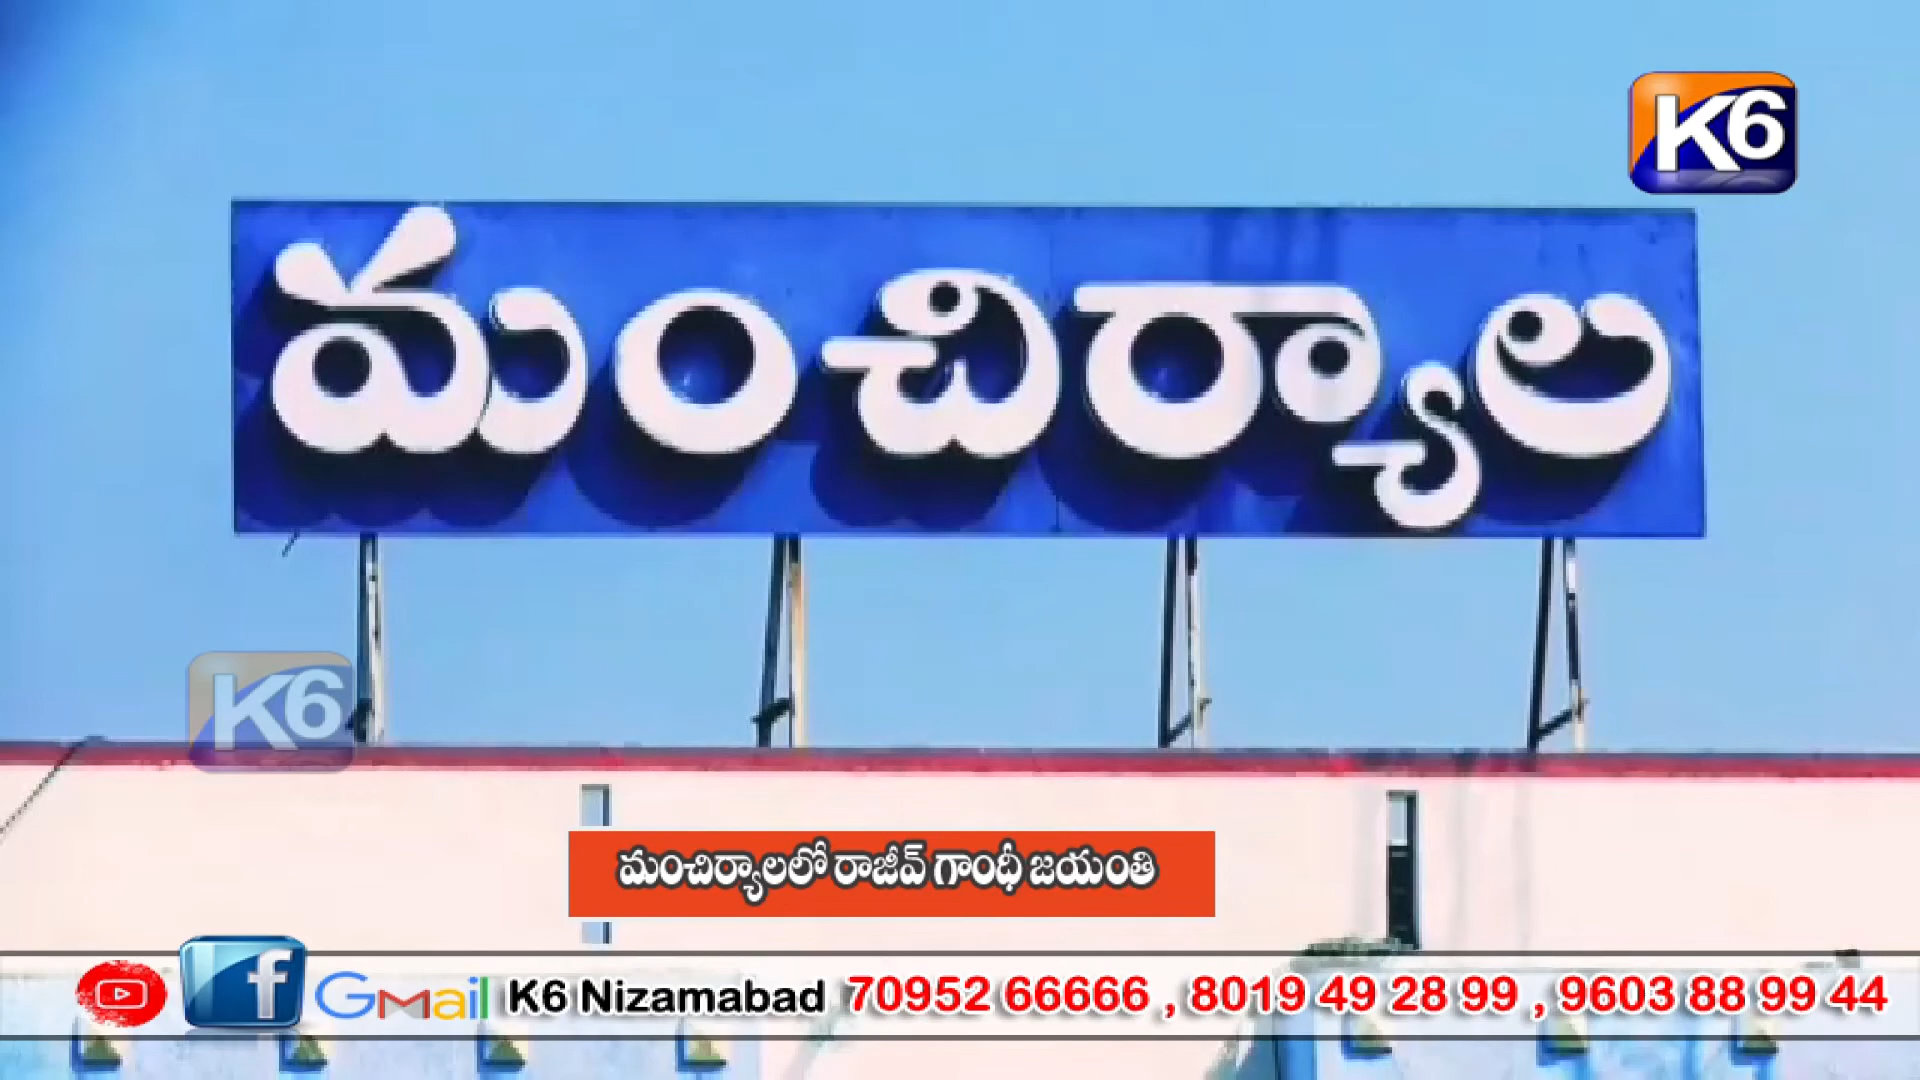 K6
మంచిర్యాల
K6
మంచిర్యాలలో రాజీవ్ గాంధీ జయంతి
f Gmail K6 Nizamabad 70952 66666 , 8019 49 28 99 , 9603 88 99 44